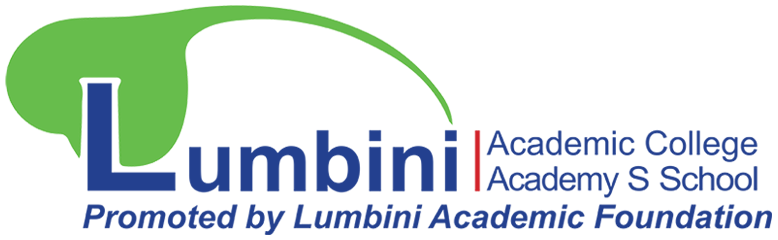 Lumbini
Academic College
Academy S School
Promoted by Lumbini Academic Foundation